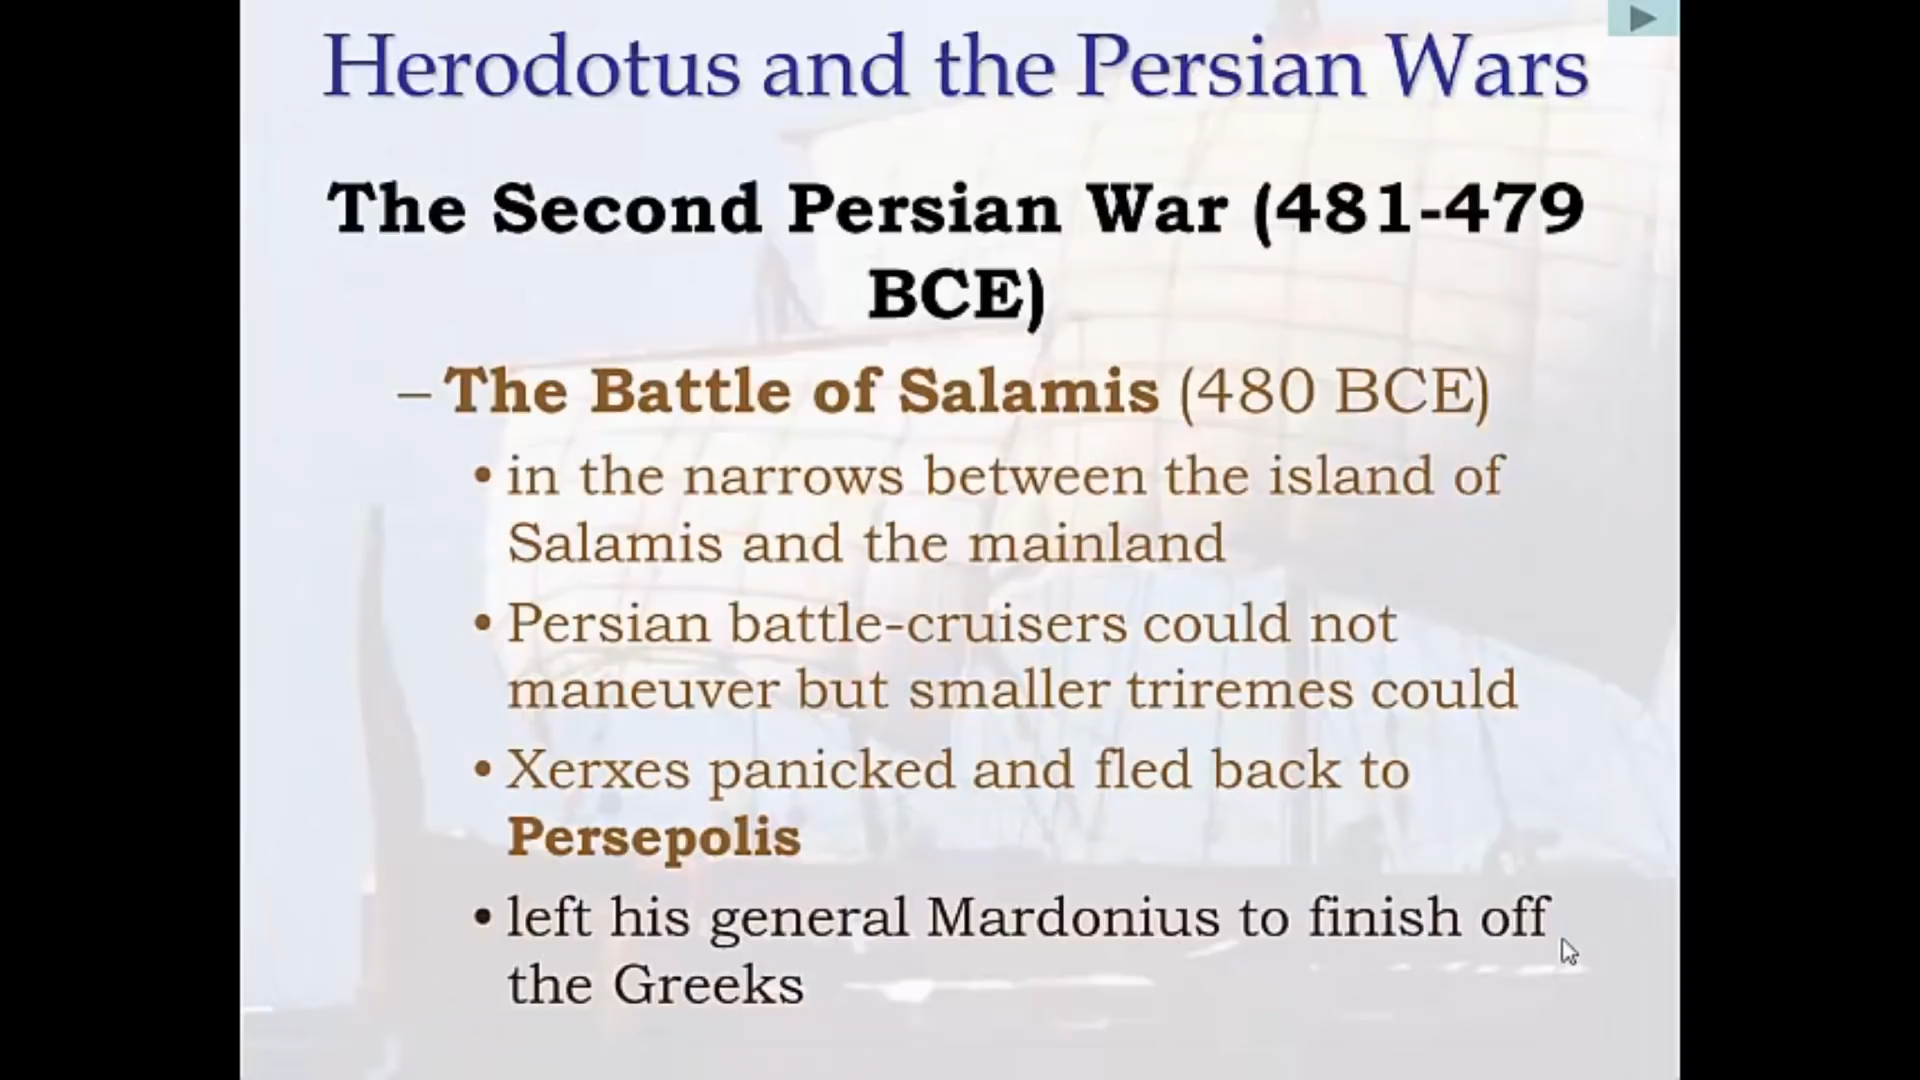 Herodotus and the Persian Wars
The Second Persian War (481-479
BCE)
– The Battle of Salamis (480 BCE)
• in the narrows between the island of
Salamis and the mainland
• Persian battle-cruisers could not
maneuver but smaller triremes could
• Xerxes panicked and fled back to
Persepolis
• left his general Mardonius to finish off
the Greeks